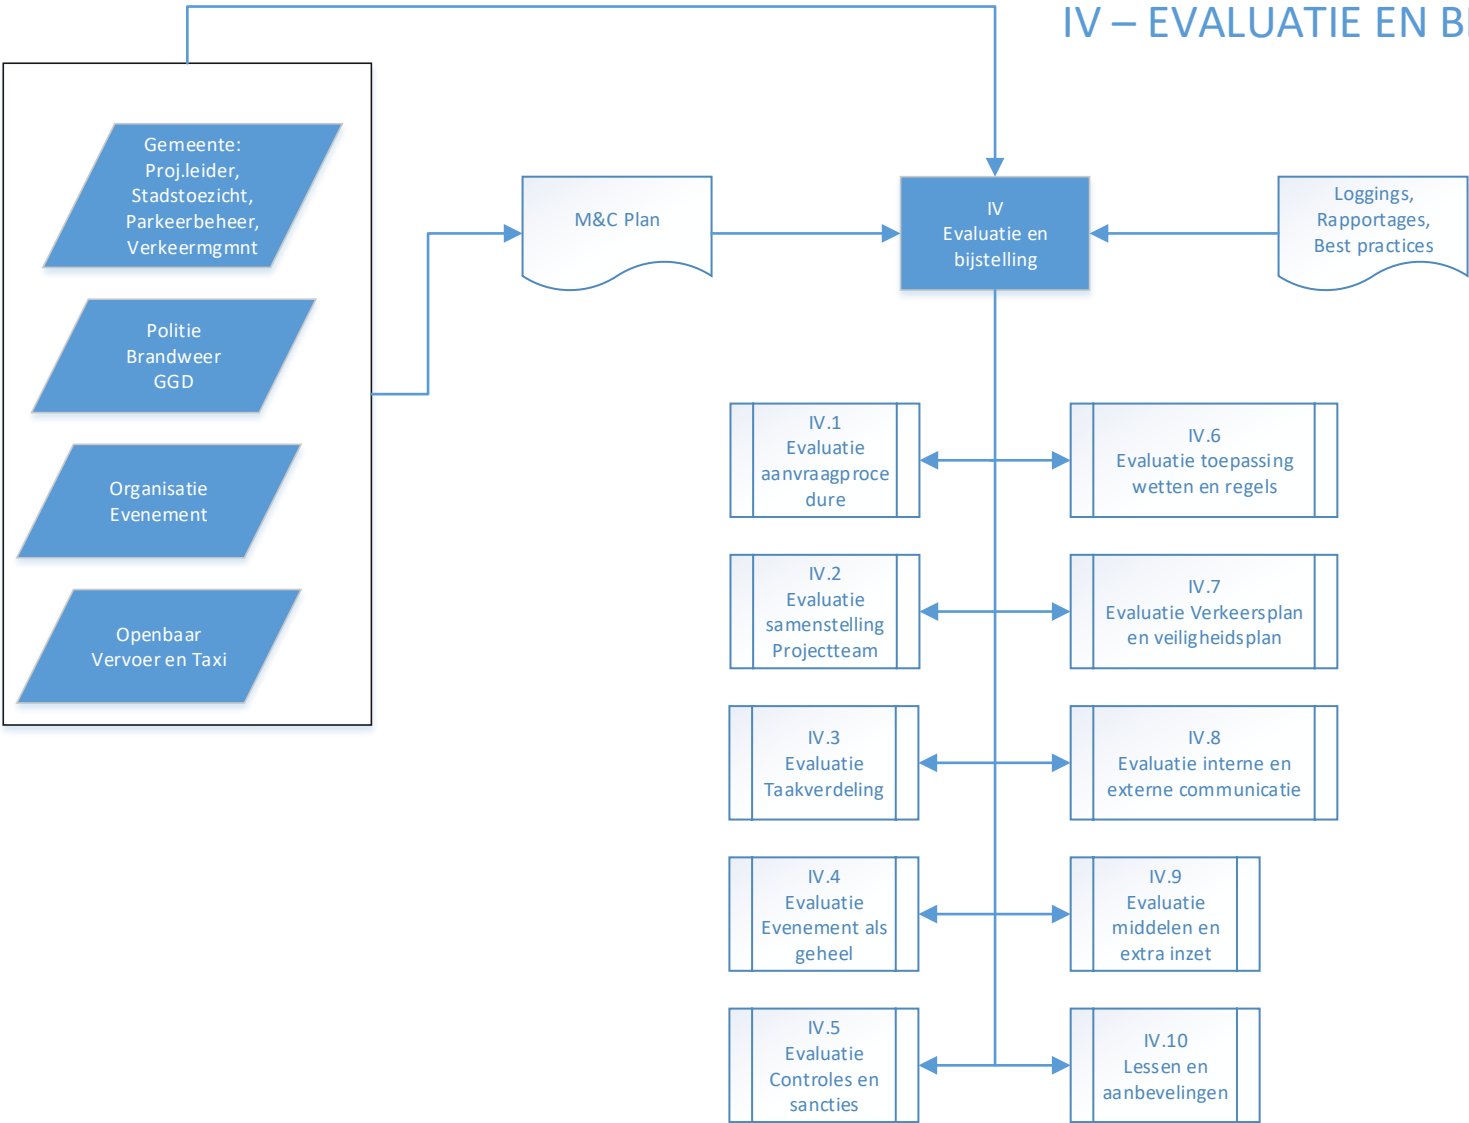 IV – EVALUATIE EN BI
Gemeente:
Proj.leider,
Stadstoezicht,
Parkeerbeheer,
Verkeermgmnt
Politie
Brandweer
GGD
Organisatie
Evenement
Openbaar
Vervoer en Taxi
M&C Plan
IV
Evaluatie en
bijstelling
Loggings,
Rapportages,
Best practices
IV.1
Evaluatie
aanvraagproce
dure
IV.2
Evaluatie
samenstelling
Projectteam
IV.3
Evaluatie
Taakverdeling
IV.4
Evaluatie
Evenement als
geheel
IV.5
Evaluatie
Controles en
sancties
IV.6
Evaluatie toepassing
wetten en regels
IV.7
Evaluatie Verkeersplan
en veiligheidsplan
IV.8
Evaluatie interne en
externe communicatie
IV.9
Evaluatie
middelen en
extra inzet
IV.10
Lessen en
aanbevelingen